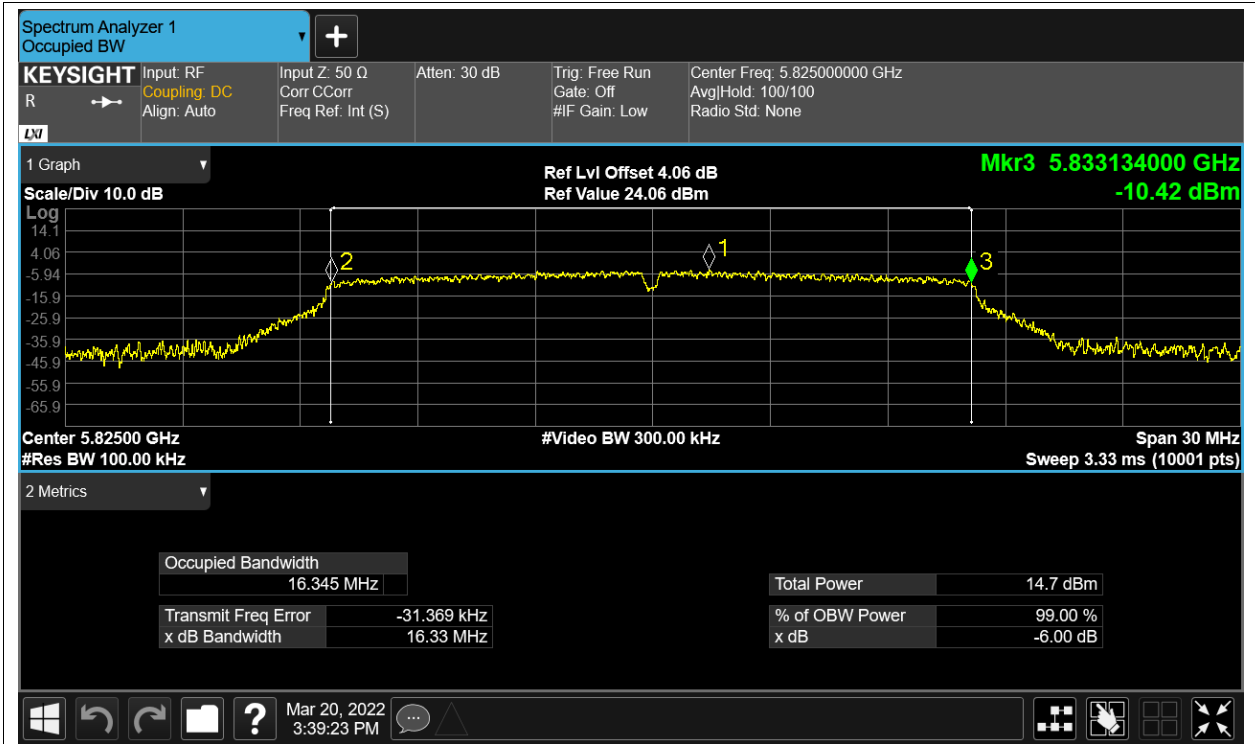 Spectrum Analyzer 1
Occupied BW
KEYSIGHT
R
LXI
Input: RF
Coupling: DC
Align: Auto
Input Z: 50 Ω
Corr CCorr
Freq Ref: Int (S)
Atten: 30 dB
Trig: Free Run
Gate: Off
#IF Gain: Low
Center Freq: 5.825000000 GHz
Avg|Hold: 100/100
Radio Std: None
1 Graph
Scale/Div 10.0 dB
Ref Lvl Offset 4.06 dB
Ref Value 24.06 dBm
Mkr3 5.833134000 GHz
-10.42 dBm
Log
14.1
4.06
-5.94
-15.9
-25.9
-35.9
-45.9
-55.9
-65.9
2
1
3
Center 5.82500 GHz
#Video BW 300.00 kHz
Span 30 MHz
#Res BW 100.00 kHz
Sweep 3.33 ms (10001 pts)
2 Metrics
Occupied Bandwidth
16.345 MHz
Total Power 14.7 dBm
Transmit Freq Error -31.369 kHz
% of OBW Power 99.00 %
x dB Bandwidth 16.33 MHz
x dB -6.00 dB
?
Mar 20, 2022
3:39:23 PM